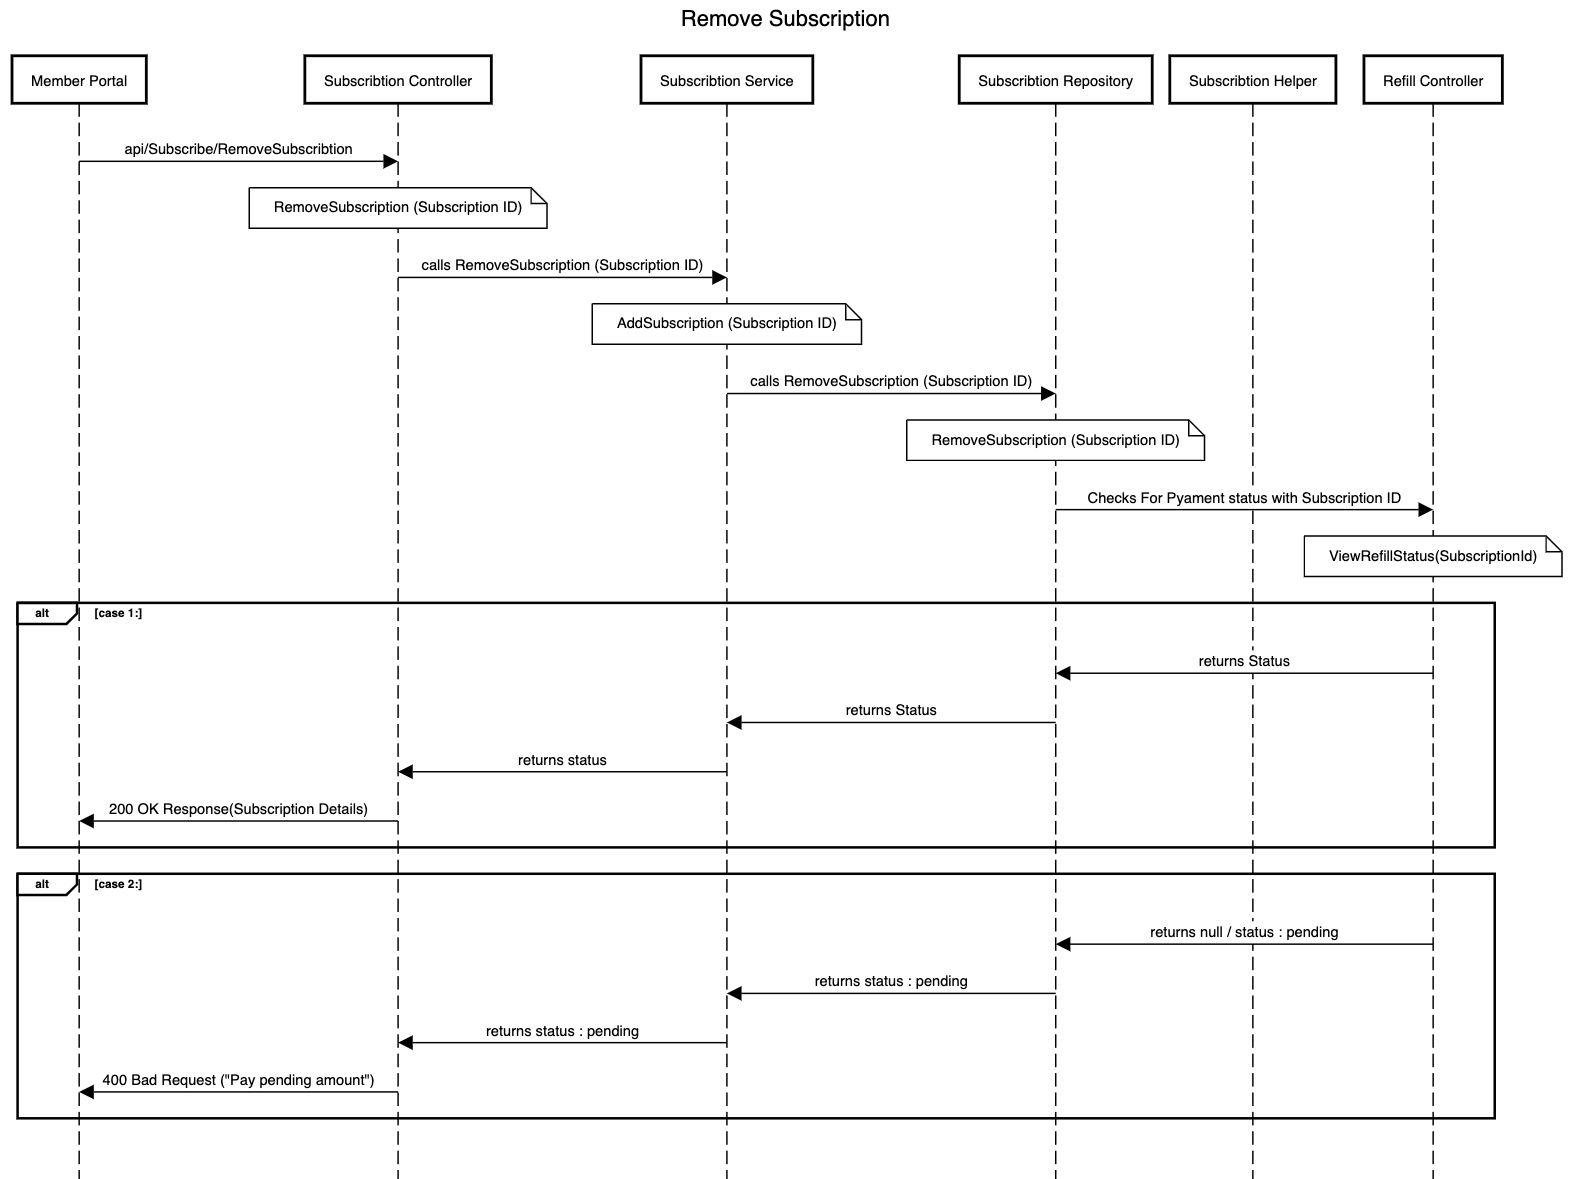 Remove Subscription
Member Portal
Subscribtion Controller
Subscribtion Service
Subscribtion Repository
Subscribtion Helper
Refill Controller
api/Subscribe/RemoveSubscribtion
RemoveSubscription (Subscription ID)
calls RemoveSubscription (Subscription ID)
AddSubscription (Subscription ID)
calls RemoveSubscription (Subscription ID)
RemoveSubscription (Subscription ID)
Checks For Pyament status with Subscription ID
ViewRefillStatus(SubscriptionId)
alt [case 1:]
returns Status
returns Status
returns status
200 OK Response(Subscription Details)
alt [case 2:]
returns null / status : pending
returns status : pending
returns status : pending
400 Bad Request ("Pay pending amount")